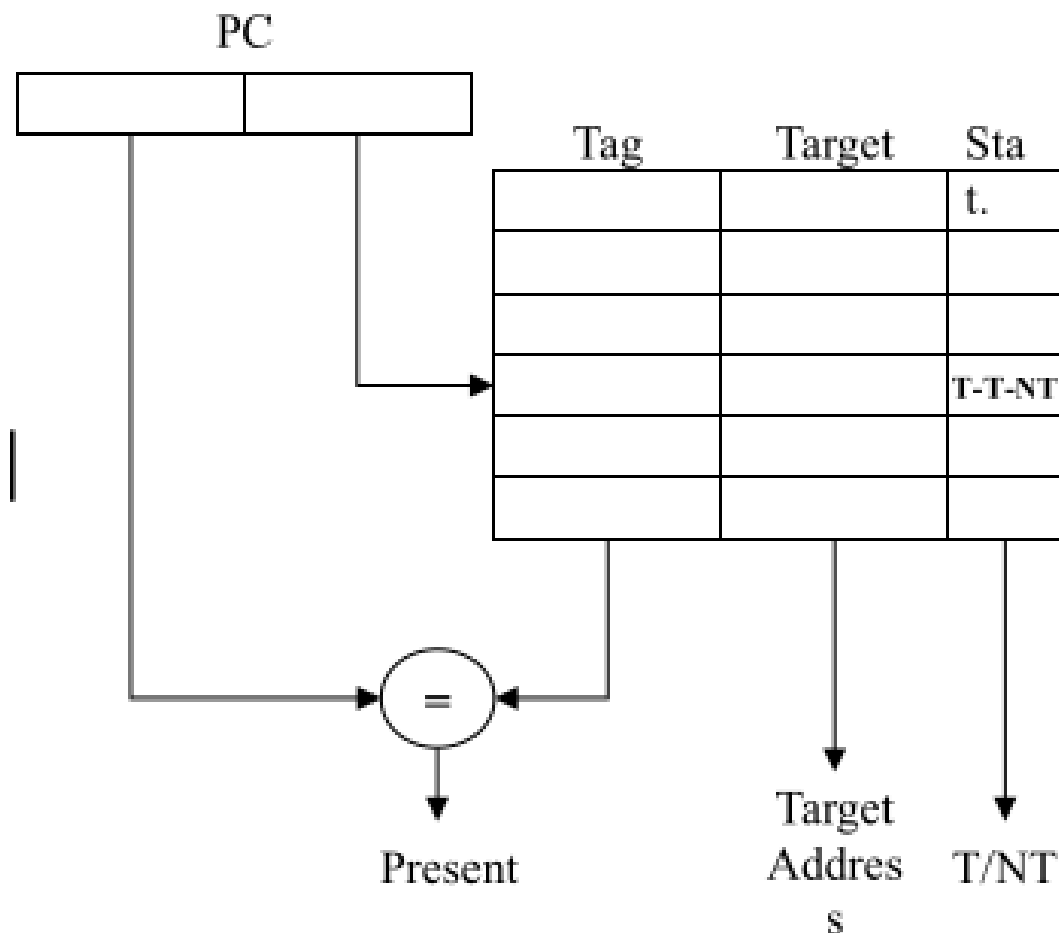 PC
Tag Target Sta
t.
T-T-NT
=
Present
Target
Addres
s
T/NT